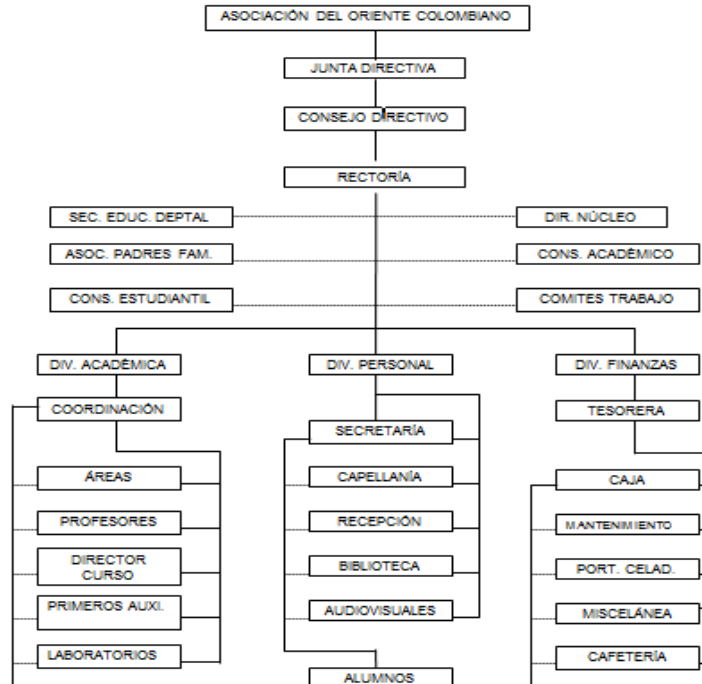 ASOCIACIÓN DEL ORIENTE COLOMBIANO
JUNTA DIRECTIVA
CONSEJO DIRECTIVO
RECTORÍA
SEC. EDUC. DEPTAL
DIR. NÚCLEO
ASOC. PADRES FAM.
CONS. ACADÉMICO
CONS. ESTUDIANTIL
COMITES TRABAJO
DIV. ACADÉMICA
DIV. PERSONAL
DIV. FINANZAS
COORDINACIÓN
TESORERA
SECRETARÍA
ÁREAS
CAPELLANÍA
CAJA
PROFESORES
RECEPCIÓN
MANTENIMIENTO
DIRECTOR
CURSO
BIBLIOTECA
PORT. CELAD.
PRIMEROS AUXI.
AUDIOVISUALES
MISCELÁNEA
LABORATORIOS
CAFETERÍA
ALUMNOS